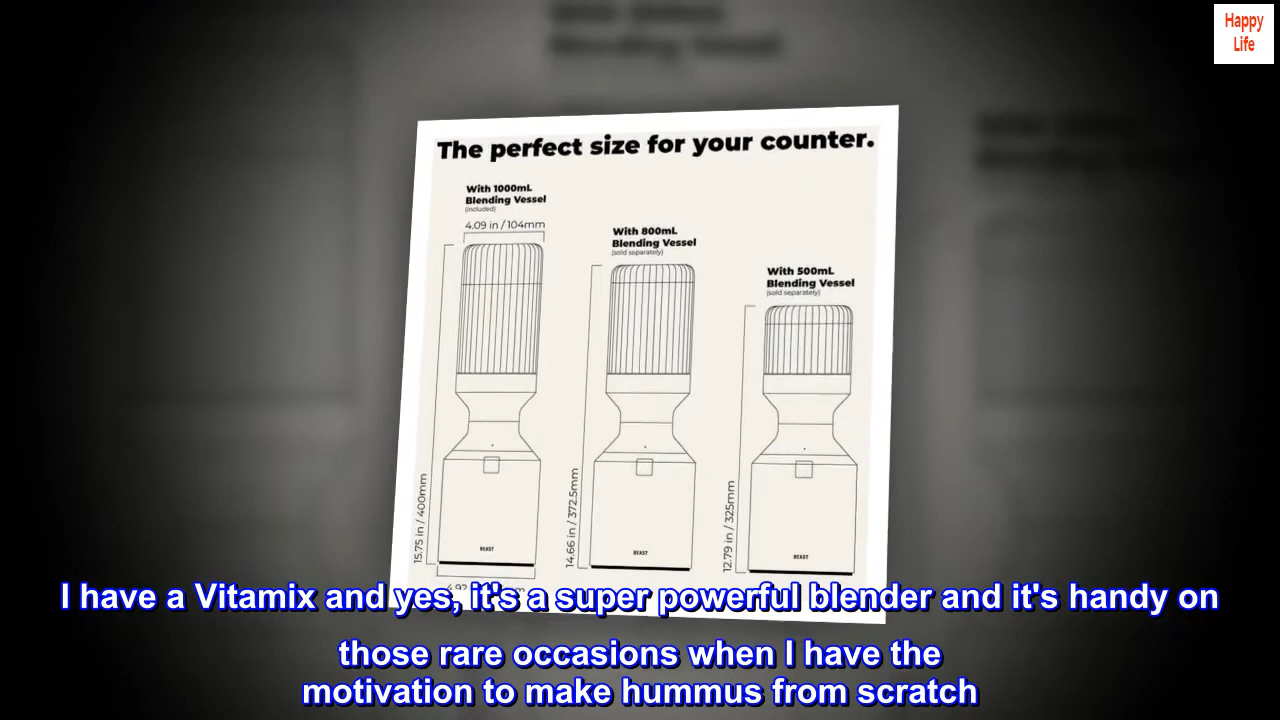 Happy
Life
The perfect size for your counter.
With 1000mL
Blending Vessel
(included)
4.09 in / 104mm
With 800mL
Blending Vessel
(sold separately)
With 500mL
Blending Vessel
(sold separately)
15.75 in / 400mm
14.66 in / 372.5mm
12.79 in / 325mm
BEAST
BEAST
BEAST
I have a Vitamix and yes, it's a super powerful blender and it's handy on
those rare occasions when I have the
motivation to make hummus from scratch